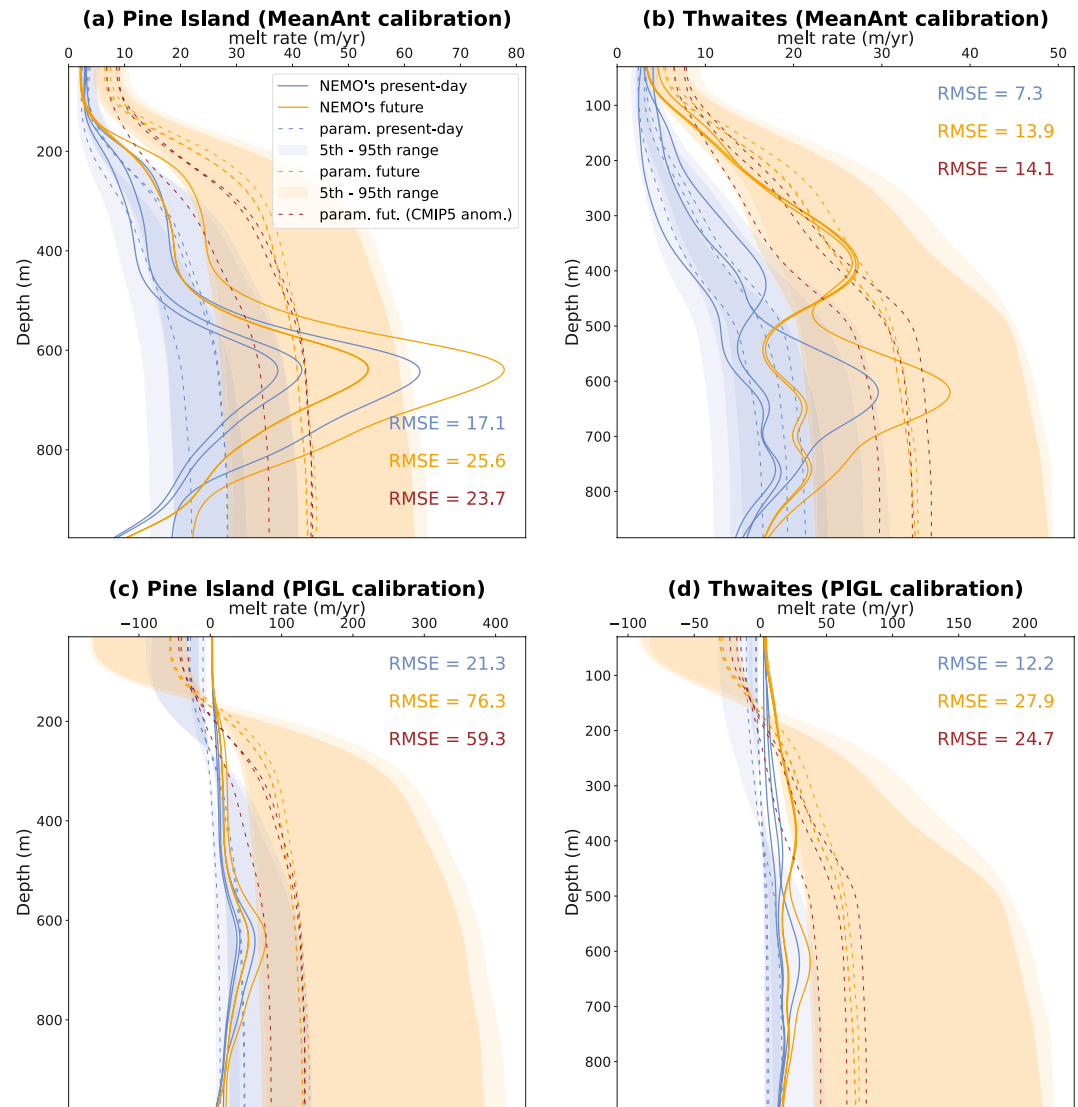 (a) Pine Island (MeanAnt calibration)
melt rate (m/yr)
0 10 20 30 40 50 60 70 80
Depth (m)
200
400
600
800
NEMO's present-day
NEMO's future
param. present-day
5th - 95th range
param. future
5th - 95th range
param. fut. (CMIP5 anom.)
RMSE = 17.1
RMSE = 25.6
RMSE = 23.7
(b) Thwaites (MeanAnt calibration)
melt rate (m/yr)
0 10 20 30 40 50
Depth (m)
100
200
300
400
500
600
700
800
RMSE = 7.3
RMSE = 13.9
RMSE = 14.1
(c) Pine Island (PIGL calibration)
melt rate (m/yr)
−100 0 100 200 300 400
Depth (m)
200
400
600
800
RMSE = 21.3
RMSE = 76.3
RMSE = 59.3
(d) Thwaites (PIGL calibration)
melt rate (m/yr)
−100 −50 0 50 100 150 200
Depth (m)
100
200
300
400
500
600
700
800
RMSE = 12.2
RMSE = 27.9
RMSE = 24.7